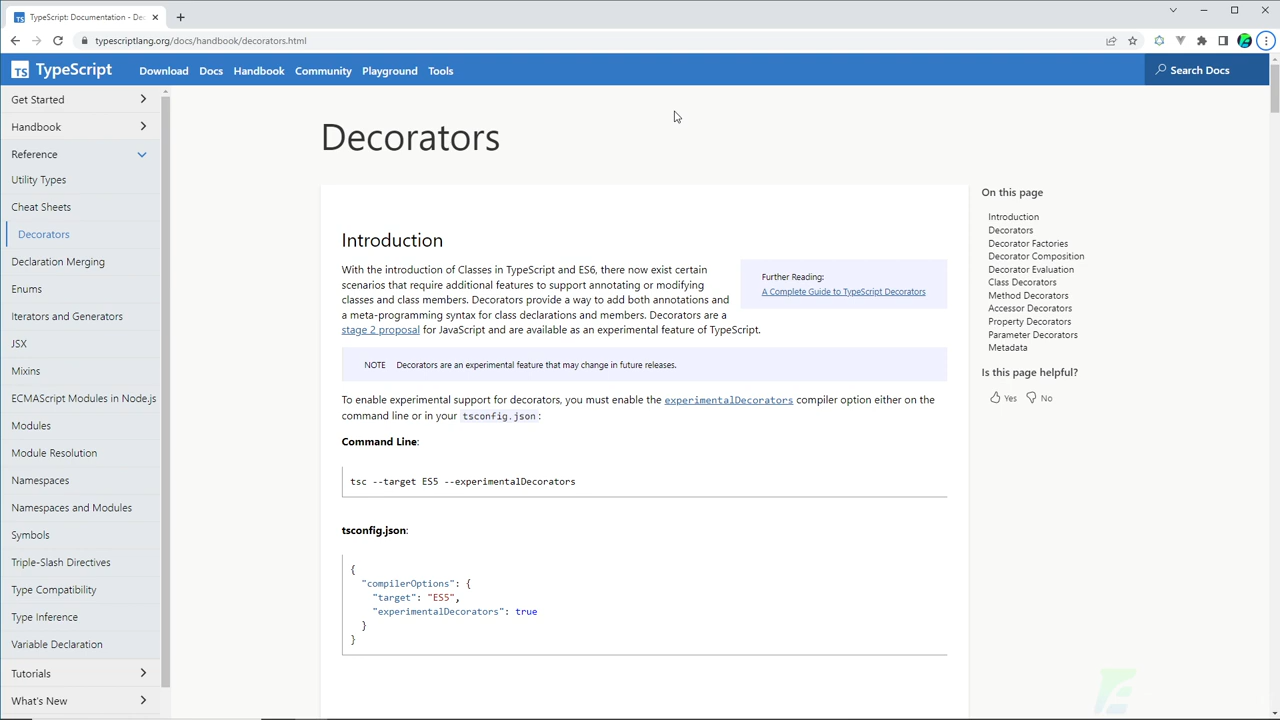 TypeScript: Documentation - De
typescriptlang.org/docs/handbook/decorators.html
TS TypeScript Download Docs Handbook Community Playground Tools Search Docs
Get Started
Handbook
Reference
Utility Types
Cheat Sheets
Decorators
Declaration Merging
Enums
Iterators and Generators
JSX
Mixins
ECMAScript Modules in Node.js
Modules
Module Resolution
Namespaces
Namespaces and Modules
Symbols
Triple-Slash Directives
Type Compatibility
Type Inference
Variable Declaration
Tutorials
What's New
Decorators
Introduction
With the introduction of Classes in TypeScript and ES6, there now exist certain
scenarios that require additional features to support annotating or modifying
classes and class members. Decorators provide a way to add both annotations and
a meta-programming syntax for class declarations and members. Decorators are a
stage 2 proposal for JavaScript and are available as an experimental feature of TypeScript.
Further Reading:
A Complete Guide to TypeScript Decorators
NOTE Decorators are an experimental feature that may change in future releases.
To enable experimental support for decorators, you must enable the experimentalDecorators compiler option either on the
command line or in your tsconfig.json:
Command Line:
tsc --target ES5 --experimentalDecorators
tsconfig.json:
{
"compilerOptions": {
"target": "ES5",
"experimentalDecorators": true
}
}
On this page
Introduction
Decorators
Decorator Factories
Decorator Composition
Decorator Evaluation
Class Decorators
Method Decorators
Accessor Decorators
Property Decorators
Parameter Decorators
Metadata
Is this page helpful?
Yes No